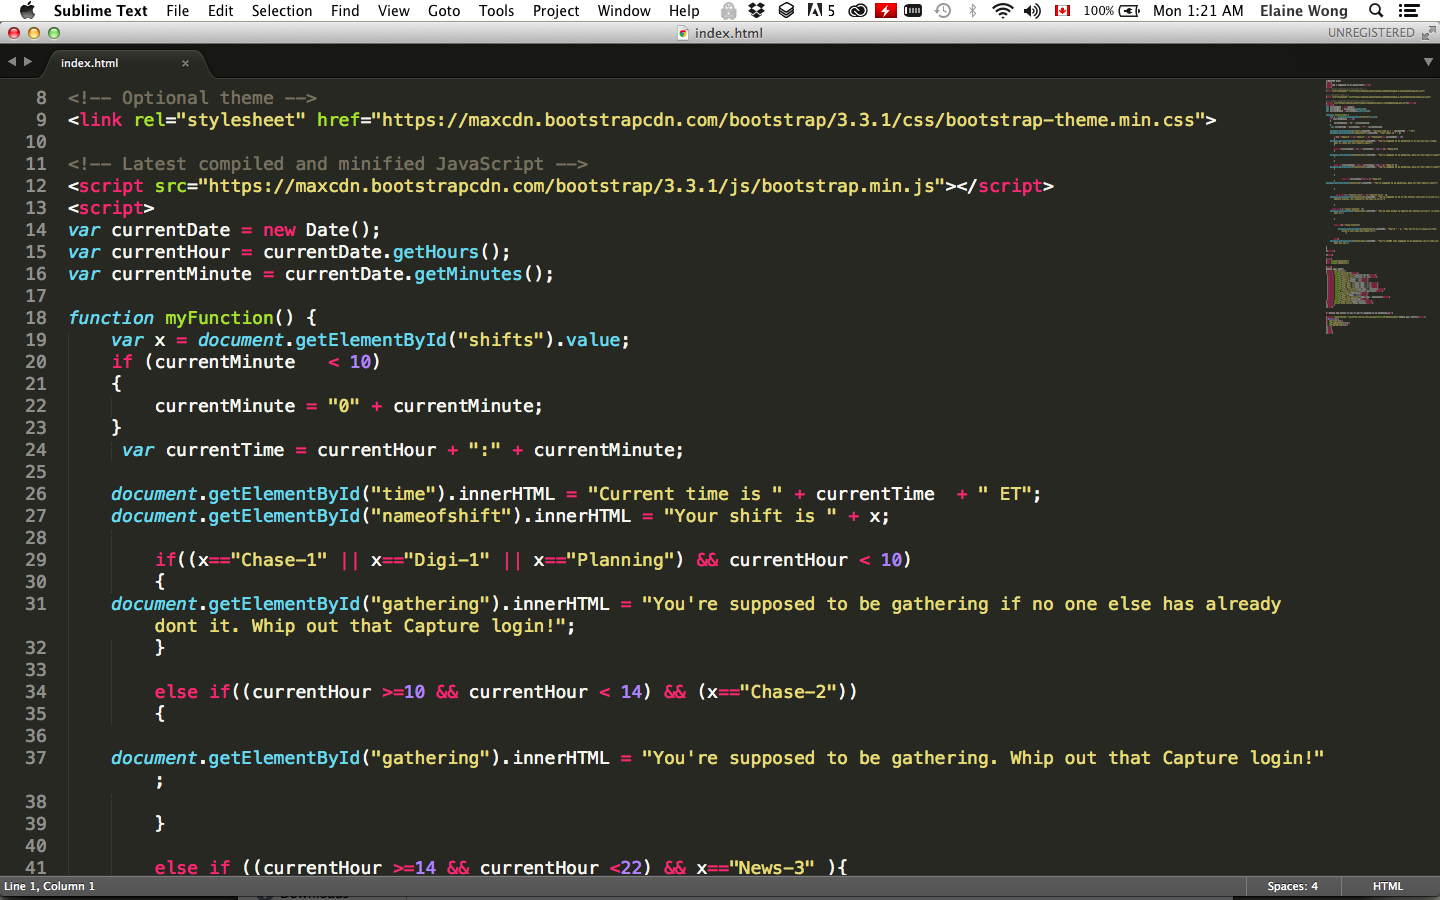 Sublime Text File Edit Selection Find View Goto Tools Project Window Help 5 100% Mon 1:21 AM Elaine Wong
index.html UNREGISTERED
index.html
8 <!-- Optional theme -->
9 <link rel="stylesheet" href="https://maxcdn.bootstrapcdn.com/bootstrap/3.3.1/css/bootstrap-theme.min.css">
10
11 <!-- Latest compiled and minified JavaScript -->
12 <script src="https://maxcdn.bootstrapcdn.com/bootstrap/3.3.1/js/bootstrap.min.js"></script>
13 <script>
14 var currentDate = new Date();
15 var currentHour = currentDate.getHours();
16 var currentMinute = currentDate.getMinutes();
17
18 function myFunction() {
19 var x = document.getElementById("shifts").value;
20 if (currentMinute < 10)
21 {
22 currentMinute = "0" + currentMinute;
23 }
24 var currentTime = currentHour + ":" + currentMinute;
25
26 document.getElementById("time").innerHTML = "Current time is " + currentTime + " ET";
27 document.getElementById("nameofshift").innerHTML = "Your shift is " + x;
28
29 if((x=="Chase-1" || x=="Digi-1" || x=="Planning") && currentHour < 10)
30 {
31 document.getElementById("gathering").innerHTML = "You're supposed to be gathering if no one else has already
dont it. Whip out that Capture login!";
32 }
33
34 else if((currentHour >=10 && currentHour < 14) && (x=="Chase-2"))
35 {
36
37 document.getElementById("gathering").innerHTML = "You're supposed to be gathering. Whip out that Capture login!"
;
38
39 }
40
41 else if ((currentHour >=14 && currentHour <22) && x=="News-3" ){
Line 1, Column 1 Spaces: 4 HTML